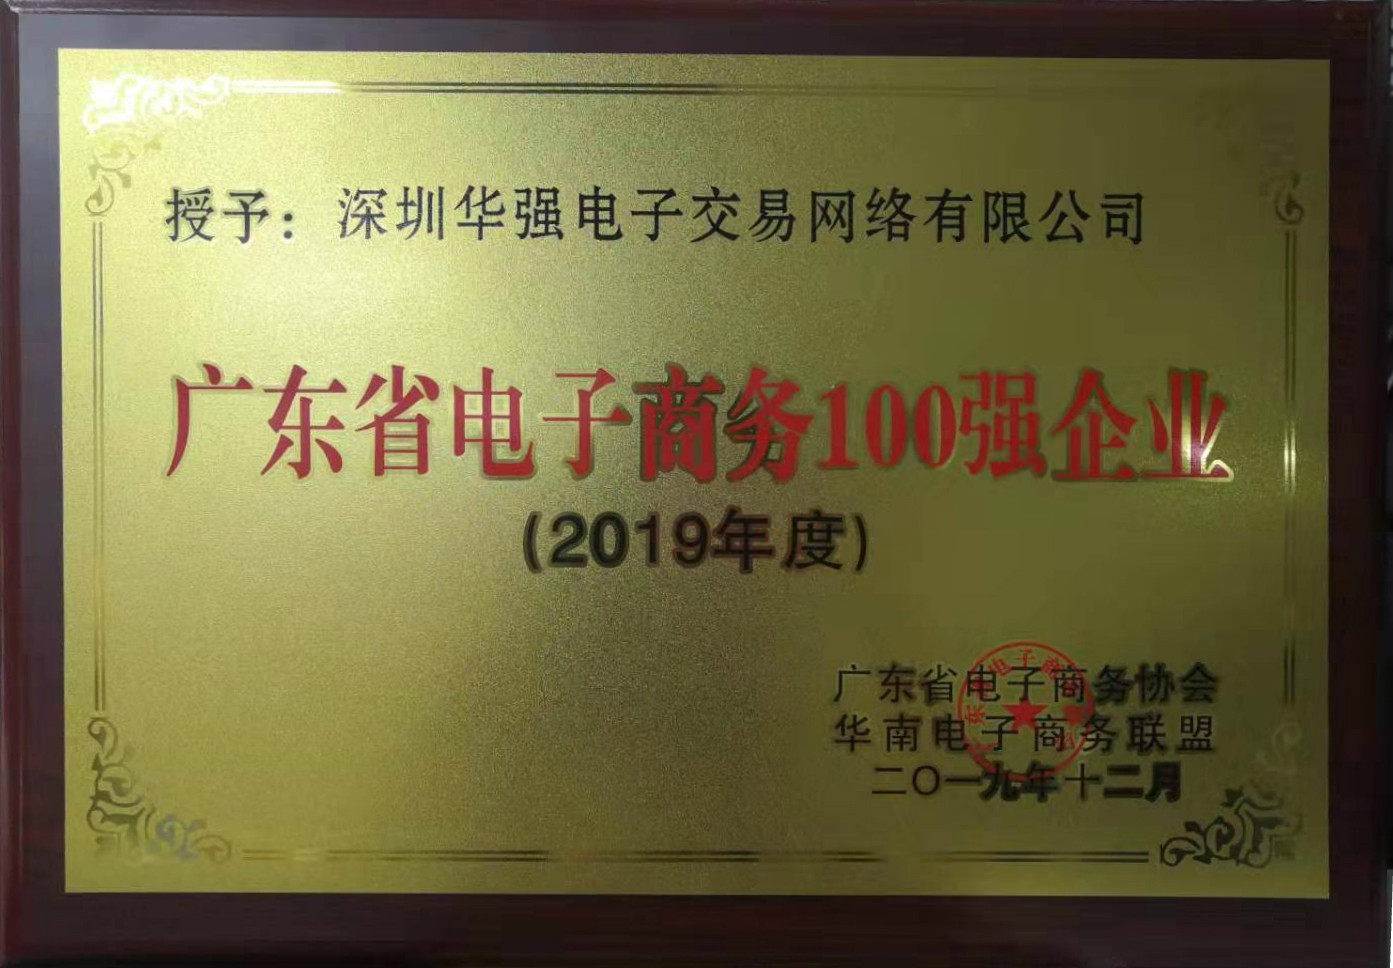 授予：深圳华强电子交易网络有限公司
广东省电子商务100强企业
(2019年度)
广东省电子商务协会
华南电子商务联盟
二〇一九年十二月